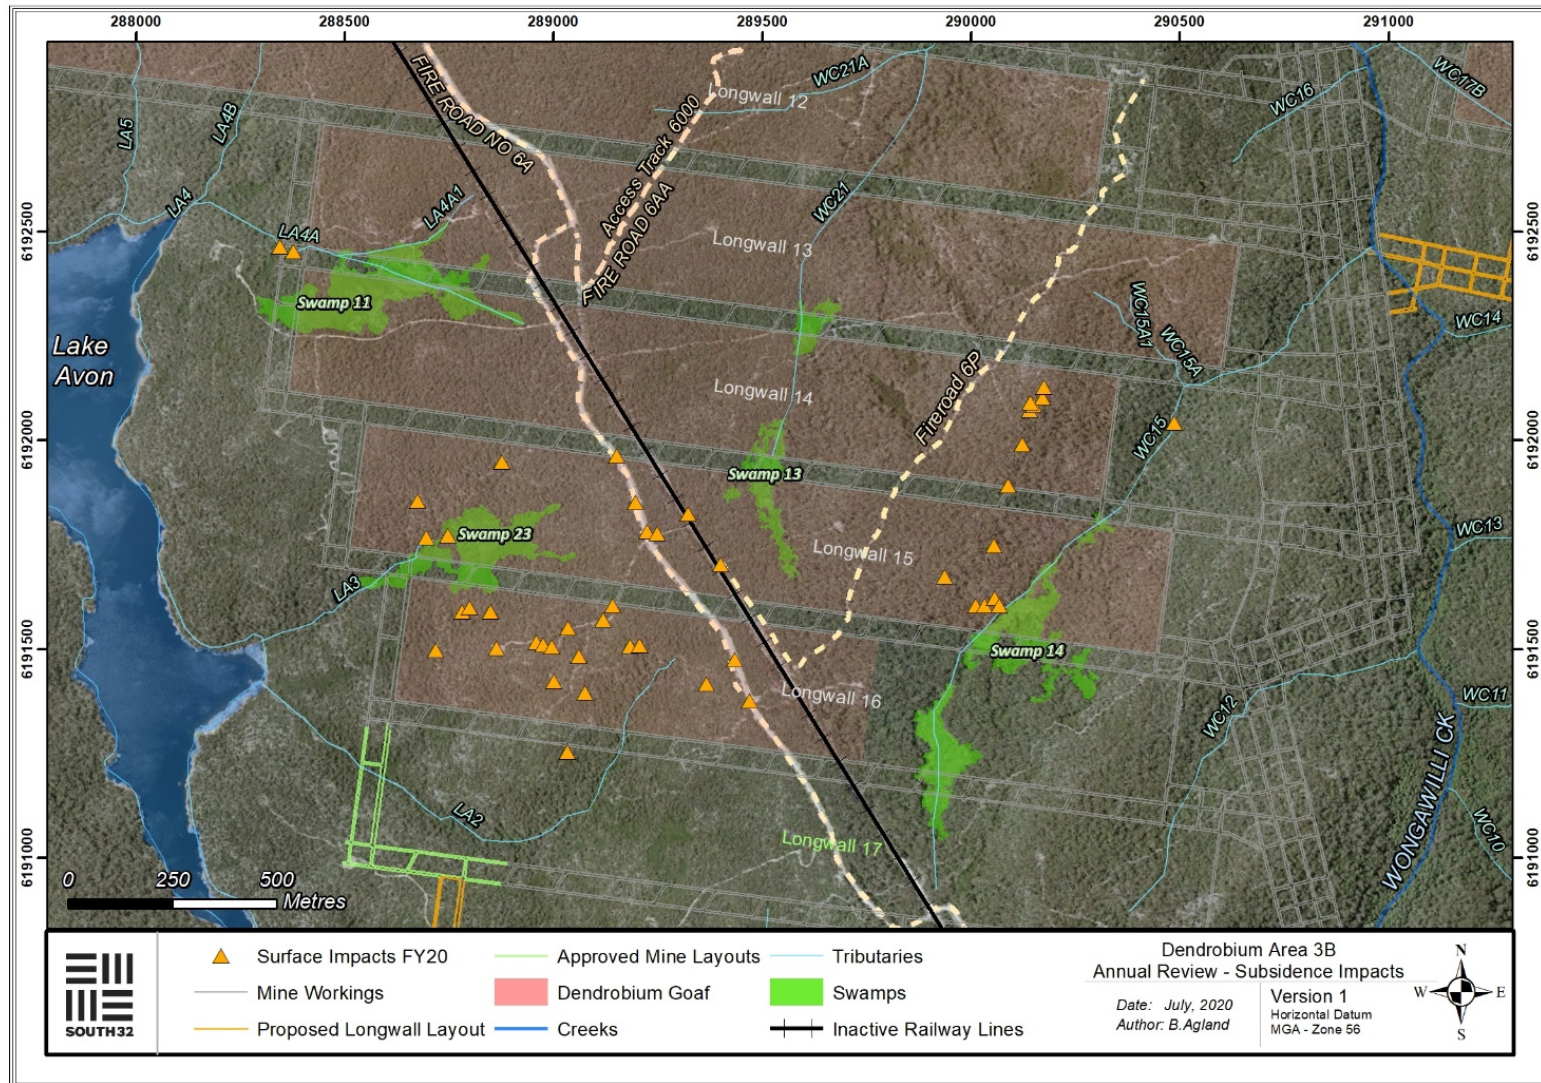 288000 288500 289000 289500 290000 290500 291000
6192500
6192000
6191500
6191000
6192500
6192000
6191500
6191000
LA5
LA4B
LA4
LA4A
LA4A1
FIRE ROAD NO 6A
Access Track 6000
FIRE ROAD 6AA
Longwall 12
WC21A
WC21
WC16
WC17B
Longwall 13
Swamp 11
Lake
Avon
Longwall 14
Fireroad 6P
WC15A1
WC15A
WC14
WC15
Swamp 13
Swamp 23
Longwall 15
WC13
LA3
Swamp 14
Longwall 16
WC12
WC11
LA2
Longwall 17
WONGAWILLI CK
WC10
0 250 500
Metres
Surface Impacts FY20
Mine Workings
Proposed Longwall Layout
Approved Mine Layouts
Dendrobium Goaf
Creeks
Tributaries
Swamps
Inactive Railway Lines
SOUTH32
Dendrobium Area 3B
Annual Review - Subsidence Impacts
Date: July, 2020
Author: B.Agland
Version 1
Horizontal Datum
MGA - Zone 56
N
W E
S